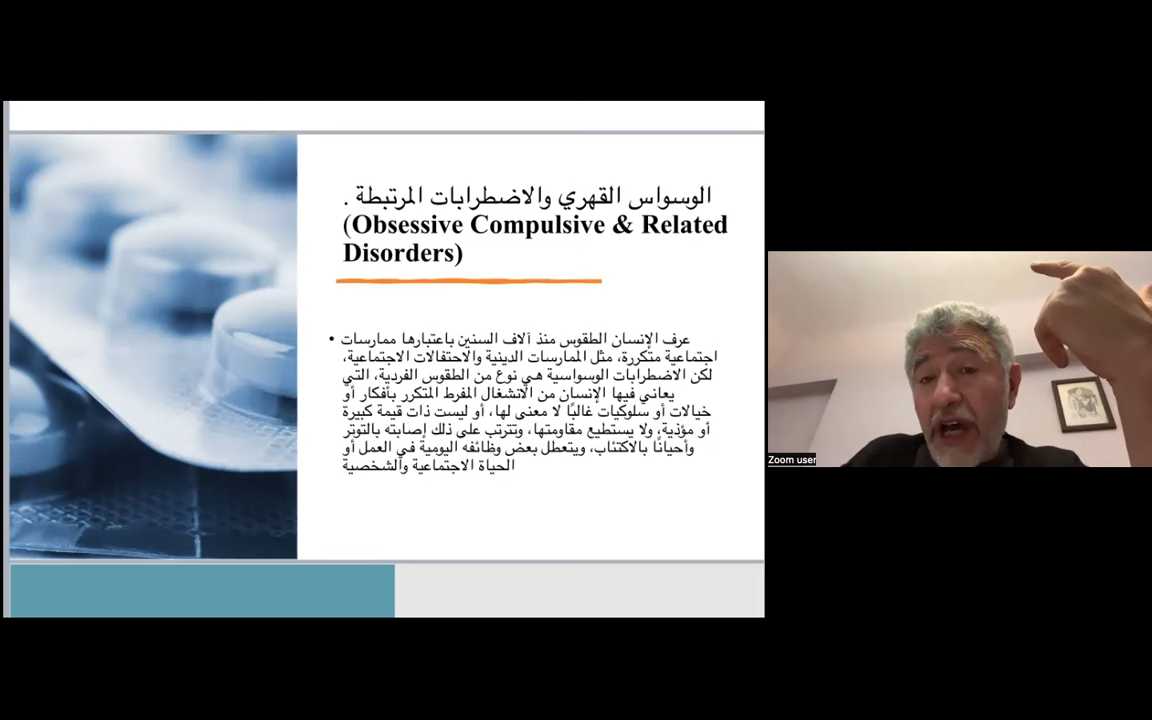 الوسواس القهري والاضطرابات المرتبطة .
(Obsessive Compulsive & Related
Disorders)
• عرف الإنسان الطقوس منذ آلاف السنين باعتبارها ممارسات
اجتماعية متكررة، مثل الممارسات الدينية والاحتفالات الاجتماعية،
لكن الاضطرابات الوسواسية هي نوع من الطقوس الفردية، التي
يعاني فيها الإنسان من الانشغال المفرط المتكرر بأفكار أو
خيالات أو سلوكيات غالبًا لا معنى لها، أو ليست ذات قيمة كبيرة
أو مؤذية، ولا يستطيع مقاومتها، وتترتب على ذلك إصابته بالتوتر
وأحيانًا بالاكتئاب، ويتعطل بعض وظائفه اليومية في العمل أو
الحياة الاجتماعية والشخصية
Zoom user